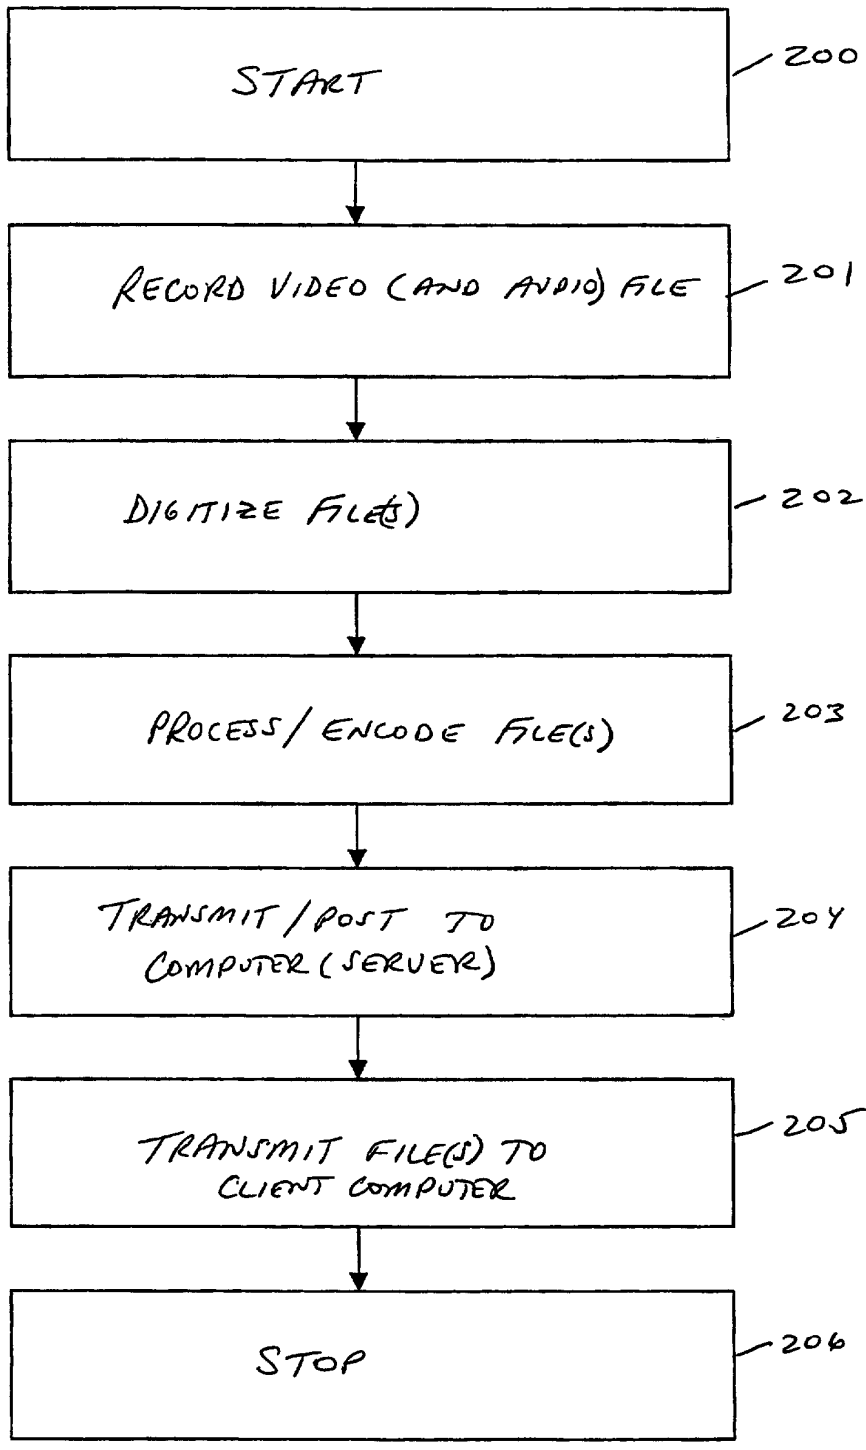 START
200
RECORD VIDEO (AND AUDIO) FILE
201
DIGITIZE FILE(S)
202
PROCESS/ENCODE FILE(S)
203
TRANSMIT/POST TO
COMPUTER (SERVER)
204
TRANSMIT FILE(S) TO
CLIENT COMPUTER
205
STOP
206